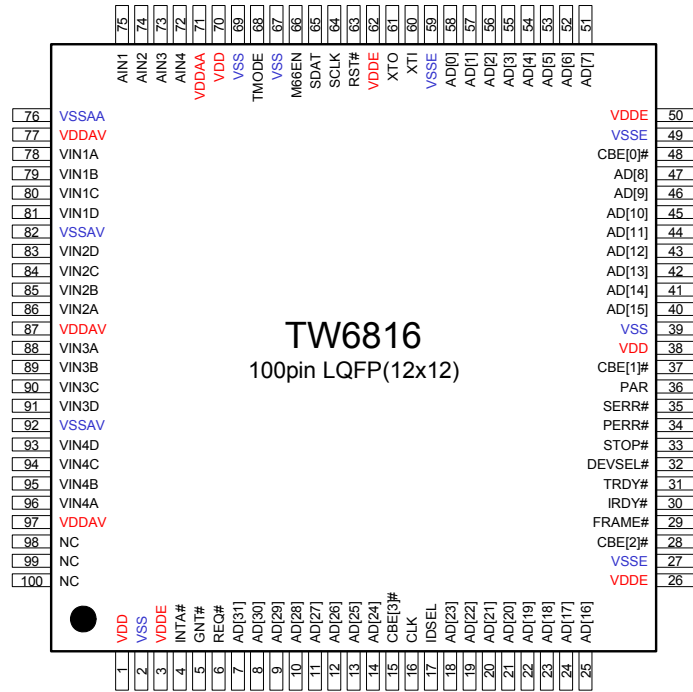 75 74 73 72 71 70 69 68 67 66 65 64 63 62 61 60 59 58 57 56 55 54 53 52 51
AIN1 AIN2 AIN3 AIN4 VDDAA VDD VSS TMODE VSS M66EN SDAT SCLK RST# VDDE XTO XTI VSSE AD[0] AD[1] AD[2] AD[3] AD[4] AD[5] AD[6] AD[7]
76 VSSAA
77 VDDAV
78 VIN1A
79 VIN1B
80 VIN1C
81 VIN1D
82 VSSAV
83 VIN2D
84 VIN2C
85 VIN2B
86 VIN2A
87 VDDAV
88 VIN3A
89 VIN3B
90 VIN3C
91 VIN3D
92 VSSAV
93 VIN4D
94 VIN4C
95 VIN4B
96 VIN4A
97 VDDAV
98 NC
99 NC
100 NC
TW6816
100pin LQFP(12x12)
VDDE 50
VSSE 49
CBE[0]# 48
AD[8] 47
AD[9] 46
AD[10] 45
AD[11] 44
AD[12] 43
AD[13] 42
AD[14] 41
AD[15] 40
VSS 39
VDD 38
CBE[1]# 37
PAR 36
SERR# 35
PERR# 34
STOP# 33
DEVSEL# 32
TRDY# 31
IRDY# 30
FRAME# 29
CBE[2]# 28
VSSE 27
VDDE 26
VDD VSS VDDE INTA# GNT# REQ# AD[31] AD[30] AD[29] AD[28] AD[27] AD[26] AD[25] AD[24] CBE[3]# CLK IDSEL AD[23] AD[22] AD[21] AD[20] AD[19] AD[18] AD[17] AD[16]
1 2 3 4 5 6 7 8 9 10 11 12 13 14 15 16 17 18 19 20 21 22 23 24 25